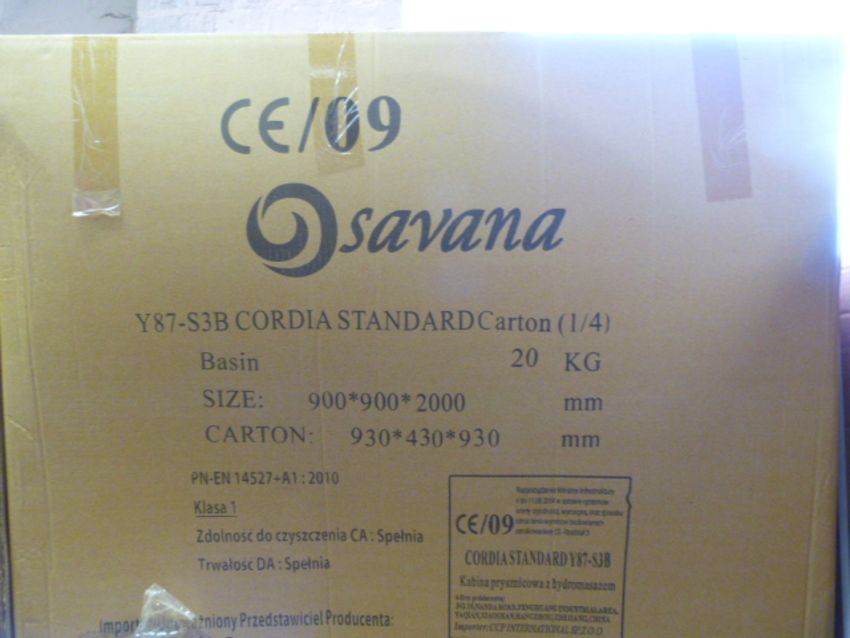 CE/09
savana
Y87-S3B CORDIA STANDARD Carton (1/4)
Basin 20 KG
SIZE: 900*900*2000 mm
CARTON: 930*430*930 mm
PN-EN 14527+A1 : 2010
Klasa 1
Zdolność do czyszczenia CA : Spełnia
Trwałość DA : Spełnia
Przedstawiciel Producenta:
CE/09
CORDIA STANDARD Y87-S3B
Kabina prysznicowa z hydromasażem
Importer: CCP INTERNATIONAL SP.Z O.O.